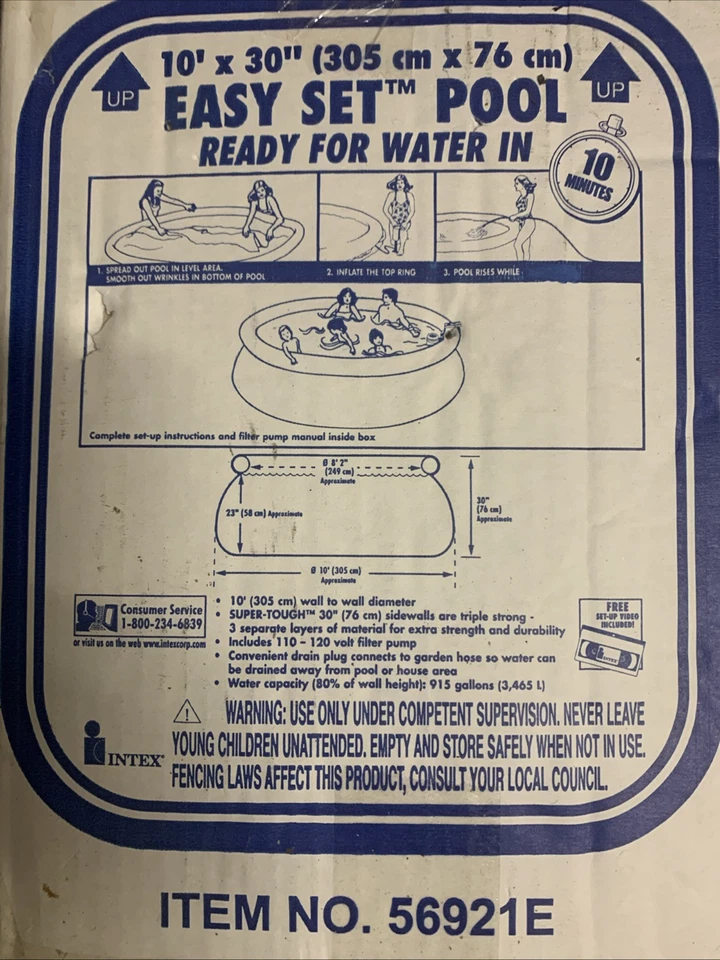 10' x 30" (305 cm x 76 cm)
UP
UP
EASY SET™ POOL
READY FOR WATER IN
10
MINUTES
1. SPREAD OUT POOL IN LEVEL AREA.
SMOOTH OUT WRINKLES IN BOTTOM OF POOL
2. INFLATE THE TOP RING
3. POOL RISES WHILE
Complete set-up instructions and filter pump manual inside box
Ø 8' 2"
(249 cm)
Approximate
23" (58 cm) Approximate
30"
(76 cm)
Approximate
Ø 10' (305 cm)
Approximate
Consumer Service
1-800-234-6839
or visit us on the web www.intexcorp.com
• 10' (305 cm) wall to wall diameter
• SUPER-TOUGH™ 30" (76 cm) sidewalls are triple strong -
3 separate layers of material for extra strength and durability
• Includes 110 – 120 volt filter pump
• Convenient drain plug connects to garden hose so water can
be drained away from pool or house area
• Water capacity (80% of wall height): 915 gallons (3,465 L)
FREE
SET-UP VIDEO
INCLUDED!
INTEX
WARNING: USE ONLY UNDER COMPETENT SUPERVISION. NEVER LEAVE
YOUNG CHILDREN UNATTENDED. EMPTY AND STORE SAFELY WHEN NOT IN USE.
FENCING LAWS AFFECT THIS PRODUCT, CONSULT YOUR LOCAL COUNCIL.
INTEX®
ITEM NO. 56921E